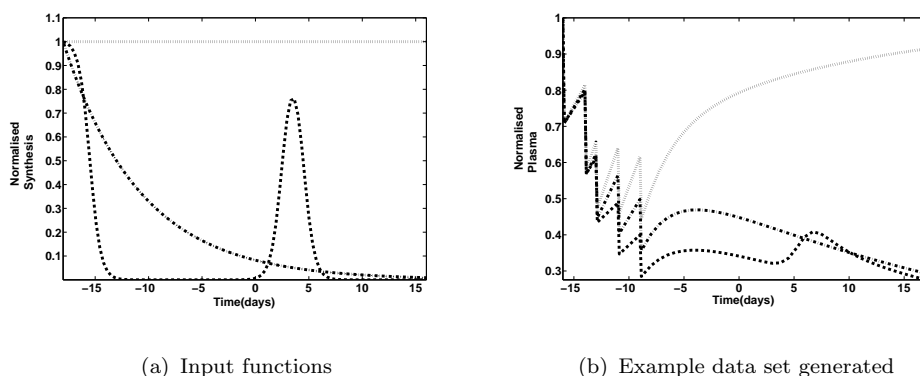 1.1
1
0.9
0.8
0.7
0.6
0.5
0.4
0.3
0.2
0.1
Normalised
Synthesis
−15 −10 −5 0 5 10 15
Time(days)
(a) Input functions
1
0.9
0.8
0.7
0.6
0.5
0.4
0.3
Normalised
Plasma
−15 −10 −5 0 5 10 15
Time(days)
(b) Example data set generated